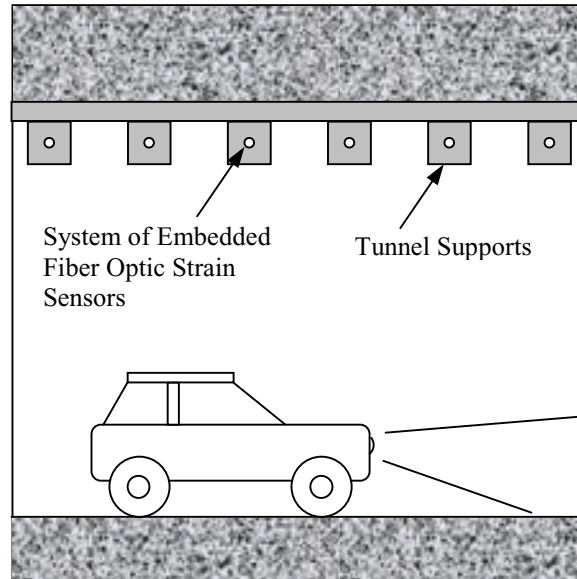 System of Embedded
Fiber Optic Strain
Sensors
Tunnel Supports